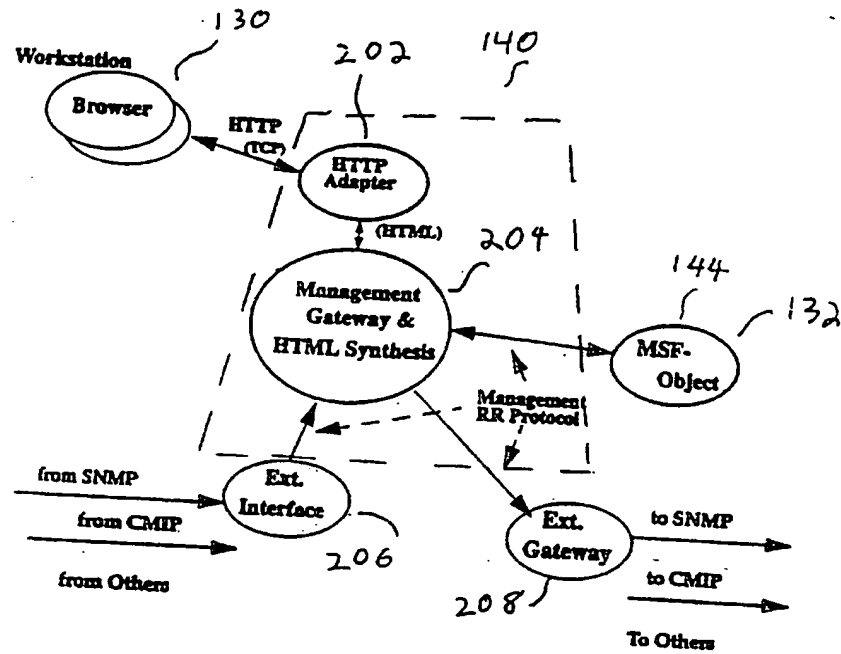 130
Workstation
Browser
202
140
HTTP
(TCP)
HTTP
Adapter
(HTML)
204
Management
Gateway &
HTML Synthesis
144
132
MSF-
Object
Management
RR Protocol
from SNMP
from CMIP
from Others
Ext.
Interface
206
Ext.
Gateway
208
to SNMP
to CMIP
To Others